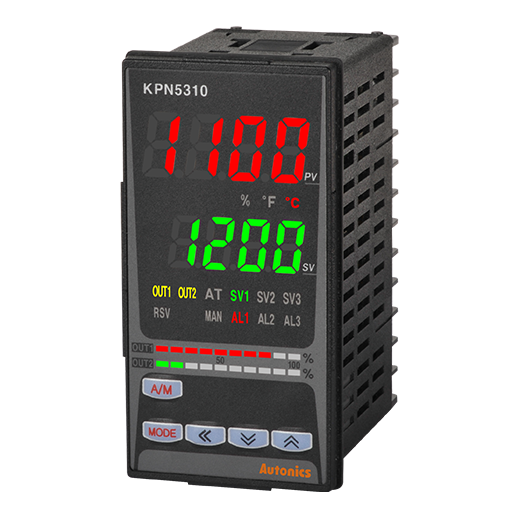 KPN5310
1100
PV
% °F °C
1200
SV
OUT1 OUT2 AT SV1 SV2 SV3
RSV MAN AL1 AL2 AL3
OUT1 %
50 100
OUT2 %
A/M
MODE
Autonics